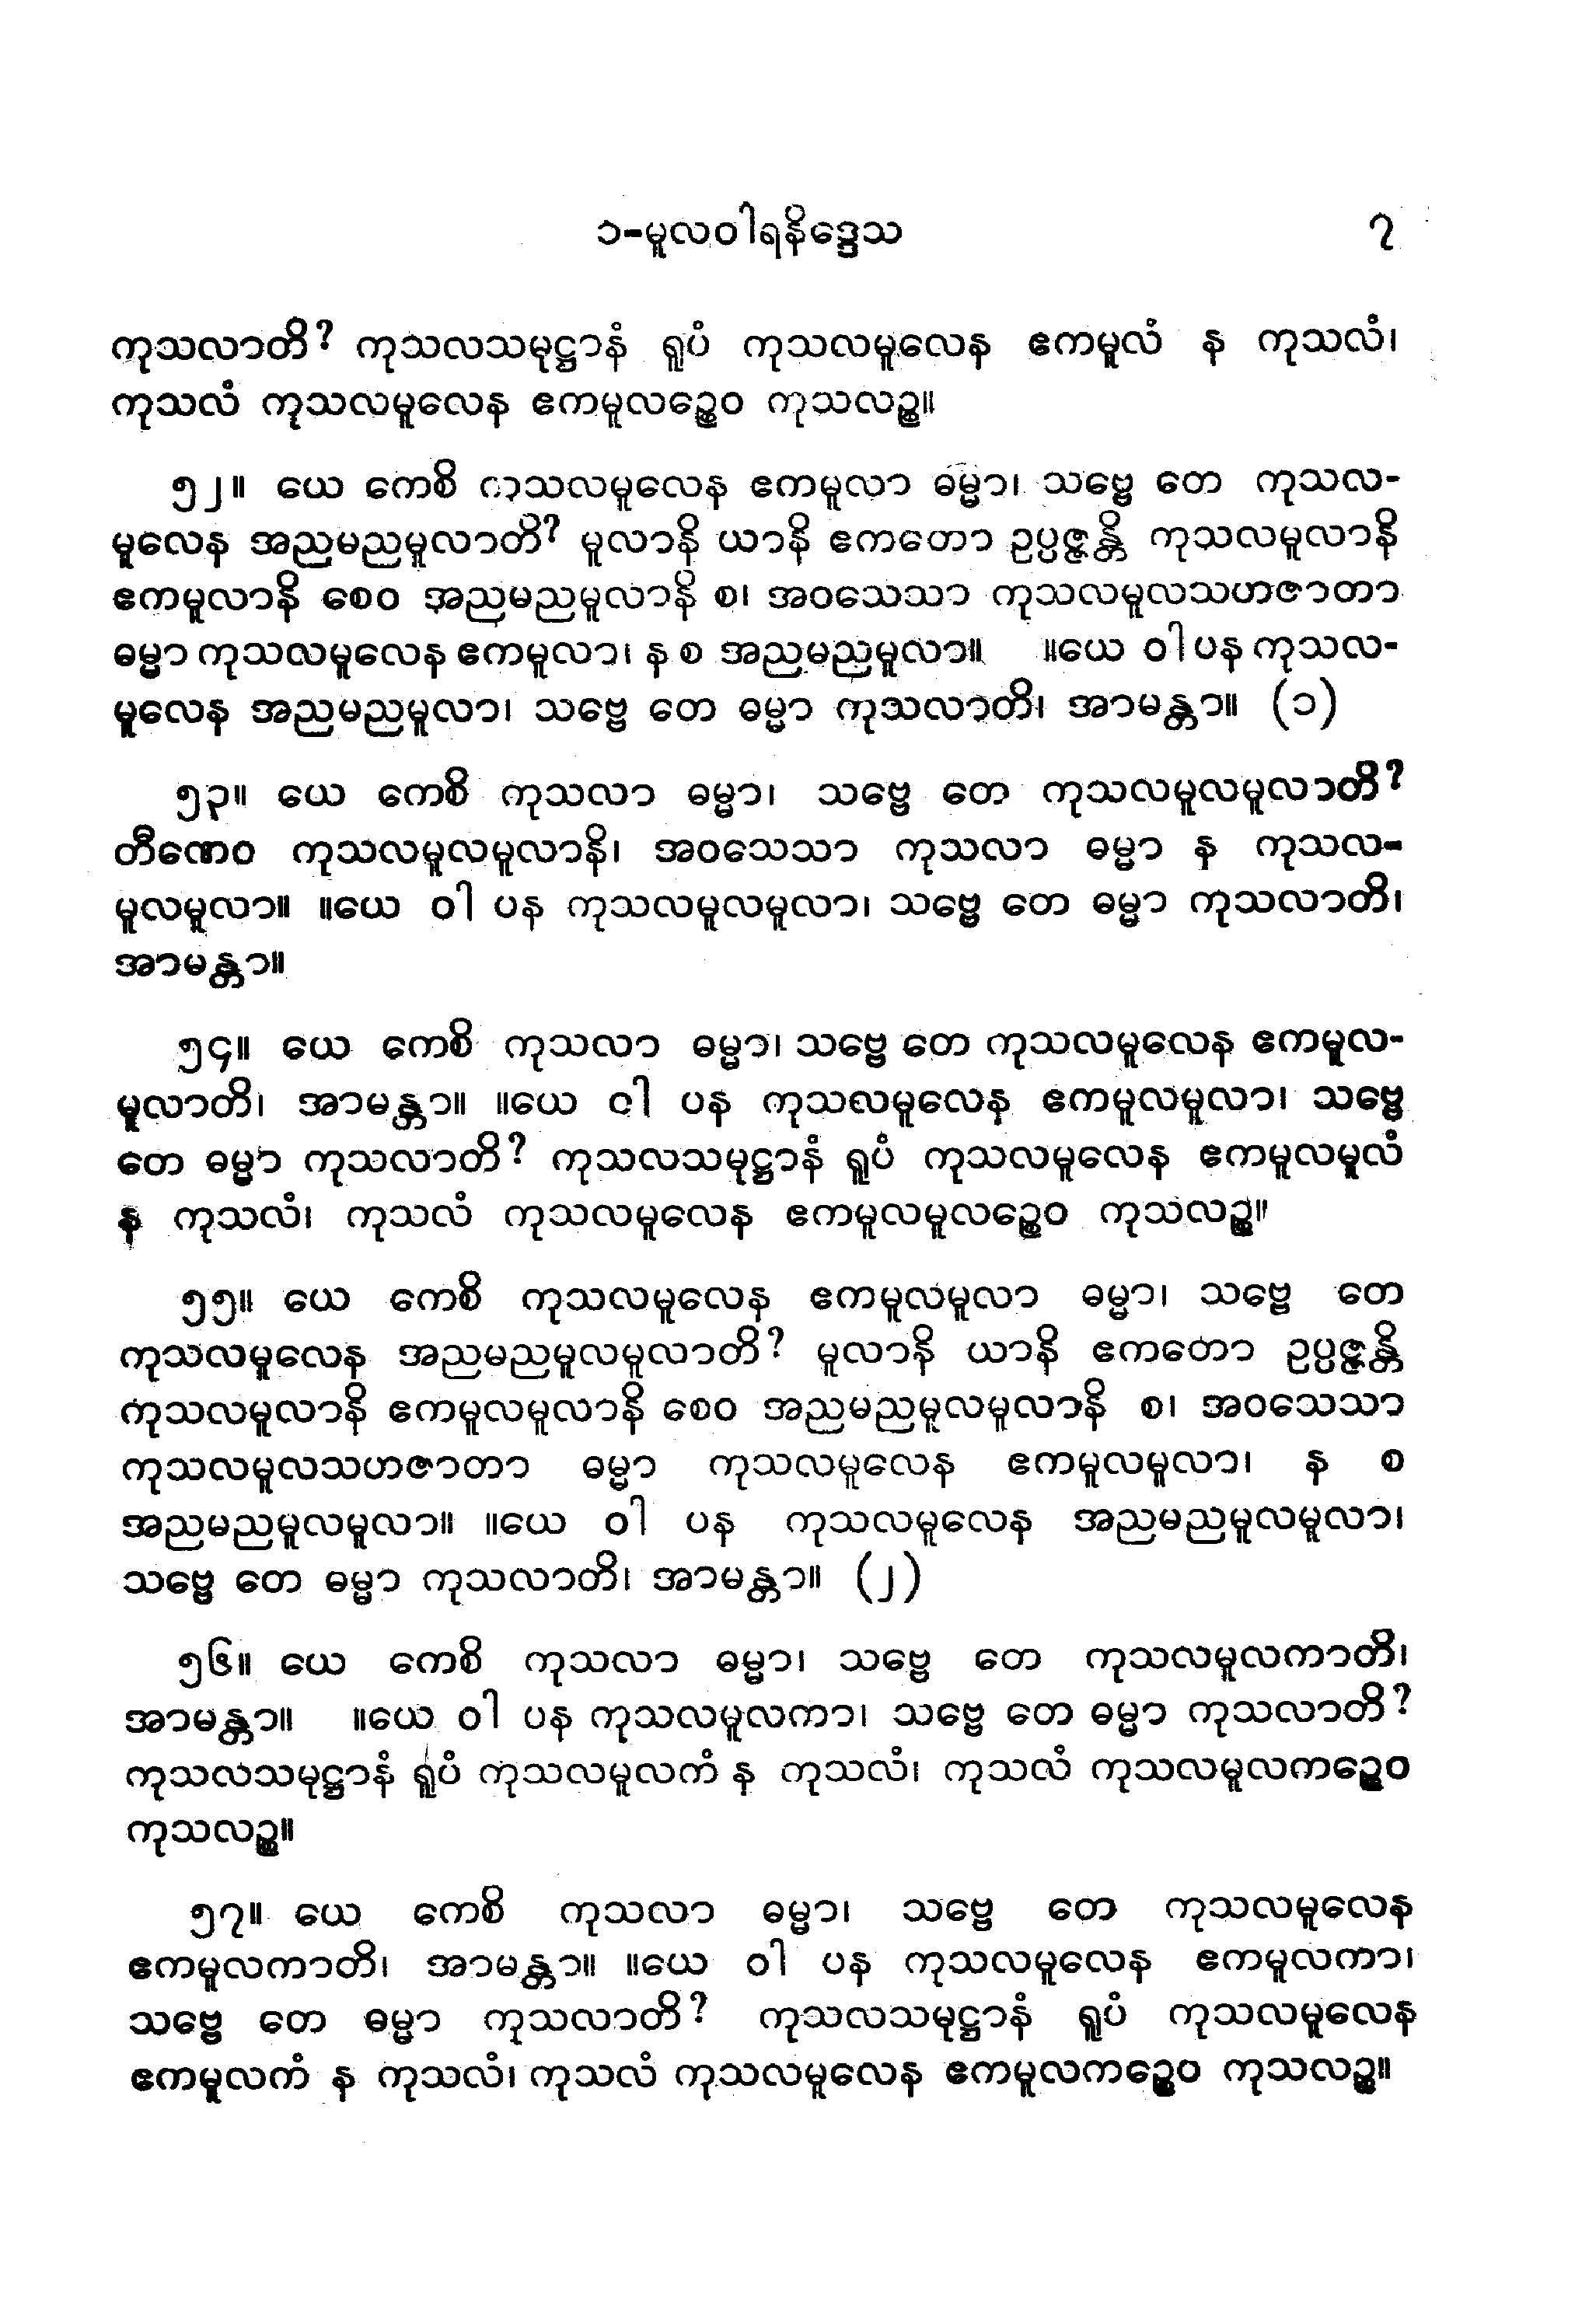 ၁-မူလဝါရနိဒ္ဒေသ ၇
ကုသလာတိ? ကုသလသမုဋ္ဌာနံ ရူပံ ကုသလမူလေန ဧကမူလံ န ကုသလံ၊
ကုသလံ ကုသလမူလေန ဧကမူလဉ္စေဝ ကုသလဉ္စ။
၅၂။ ယေ ကေစိ ကုသလမူလေန ဧကမူလာ ဓမ္မာ၊ သဗ္ဗေ တေ ကုသလ-
မူလေန အညမညမူလာတိ? မူလာနိ ယာနိ ဧကတော ဥပ္ပဇ္ဇန္တိ ကုသလမူလာနိ
ဧကမူလာနိ စေဝ အညမညမူလာနိ စ၊ အဝသေသာ ကုသလမူလသဟဇာတာ
ဓမ္မာ ကုသလမူလေန ဧကမူလာ၊ န စ အညမညမူလာ။ ။ယေ ဝါ ပန ကုသလ-
မူလေန အညမညမူလာ၊ သဗ္ဗေ တေ ဓမ္မာ ကုသလာတိ၊ အာမန္တာ။ (၁)
၅၃။ ယေ ကေစိ ကုသလာ ဓမ္မာ၊ သဗ္ဗေ တေ ကုသလမူလမူလာတိ?
တီဏေဝ ကုသလမူလမူလာနိ၊ အဝသေသာ ကုသလာ ဓမ္မာ န ကုသလ-
မူလမူလာ။ ။ယေ ဝါ ပန ကုသလမူလမူလာ၊ သဗ္ဗေ တေ ဓမ္မာ ကုသလာတိ၊
အာမန္တာ။
၅၄။ ယေ ကေစိ ကုသလာ ဓမ္မာ၊ သဗ္ဗေ တေ ကုသလမူလေန ဧကမူလ-
မူလာတိ၊ အာမန္တာ။ ။ယေ ဝါ ပန ကုသလမူလေန ဧကမူလမူလာ၊ သဗ္ဗေ
တေ ဓမ္မာ ကုသလာတိ? ကုသလသမုဋ္ဌာနံ ရူပံ ကုသလမူလေန ဧကမူလမူလံ
န ကုသလံ၊ ကုသလံ ကုသလမူလေန ဧကမူလမူလဉ္စေဝ ကုသလဉ္စ။
၅၅။ ယေ ကေစိ ကုသလမူလေန ဧကမူလမူလာ ဓမ္မာ၊ သဗ္ဗေ တေ
ကုသလမူလေန အညမညမူလမူလာတိ? မူလာနိ ယာနိ ဧကတော ဥပ္ပဇ္ဇန္တိ
ကုသလမူလာနိ ဧကမူလမူလာနိ စေဝ အညမညမူလမူလာနိ စ၊ အဝသေသာ
ကုသလမူလသဟဇာတာ ဓမ္မာ ကုသလမူလေန ဧကမူလမူလာ၊ န စ
အညမညမူလမူလာ။ ။ယေ ဝါ ပန ကုသလမူလေန အညမညမူလမူလာ၊
သဗ္ဗေ တေ ဓမ္မာ ကုသလာတိ၊ အာမန္တာ။ (၂)
၅၆။ ယေ ကေစိ ကုသလာ ဓမ္မာ၊ သဗ္ဗေ တေ ကုသလမူလကာတိ၊
အာမန္တာ။ ။ယေ ဝါ ပန ကုသလမူလကာ၊ သဗ္ဗေ တေ ဓမ္မာ ကုသလာတိ?
ကုသလသမုဋ္ဌာနံ ရူပံ ကုသလမူလကံ န ကုသလံ၊ ကုသလံ ကုသလမူလကဉ္စေဝ
ကုသလဉ္စ။
၅၇။ ယေ ကေစိ ကုသလာ ဓမ္မာ၊ သဗ္ဗေ တေ ကုသလမူလေန
ဧကမူလကာတိ၊ အာမန္တာ။ ။ယေ ဝါ ပန ကုသလမူလေန ဧကမူလကာ၊
သဗ္ဗေ တေ ဓမ္မာ ကုသလာတိ? ကုသလသမုဋ္ဌာနံ ရူပံ ကုသလမူလေန
ဧကမူလကံ န ကုသလံ၊ ကုသလံ ကုသလမူလေန ဧကမူလကဉ္စေဝ ကုသလဉ္စ။